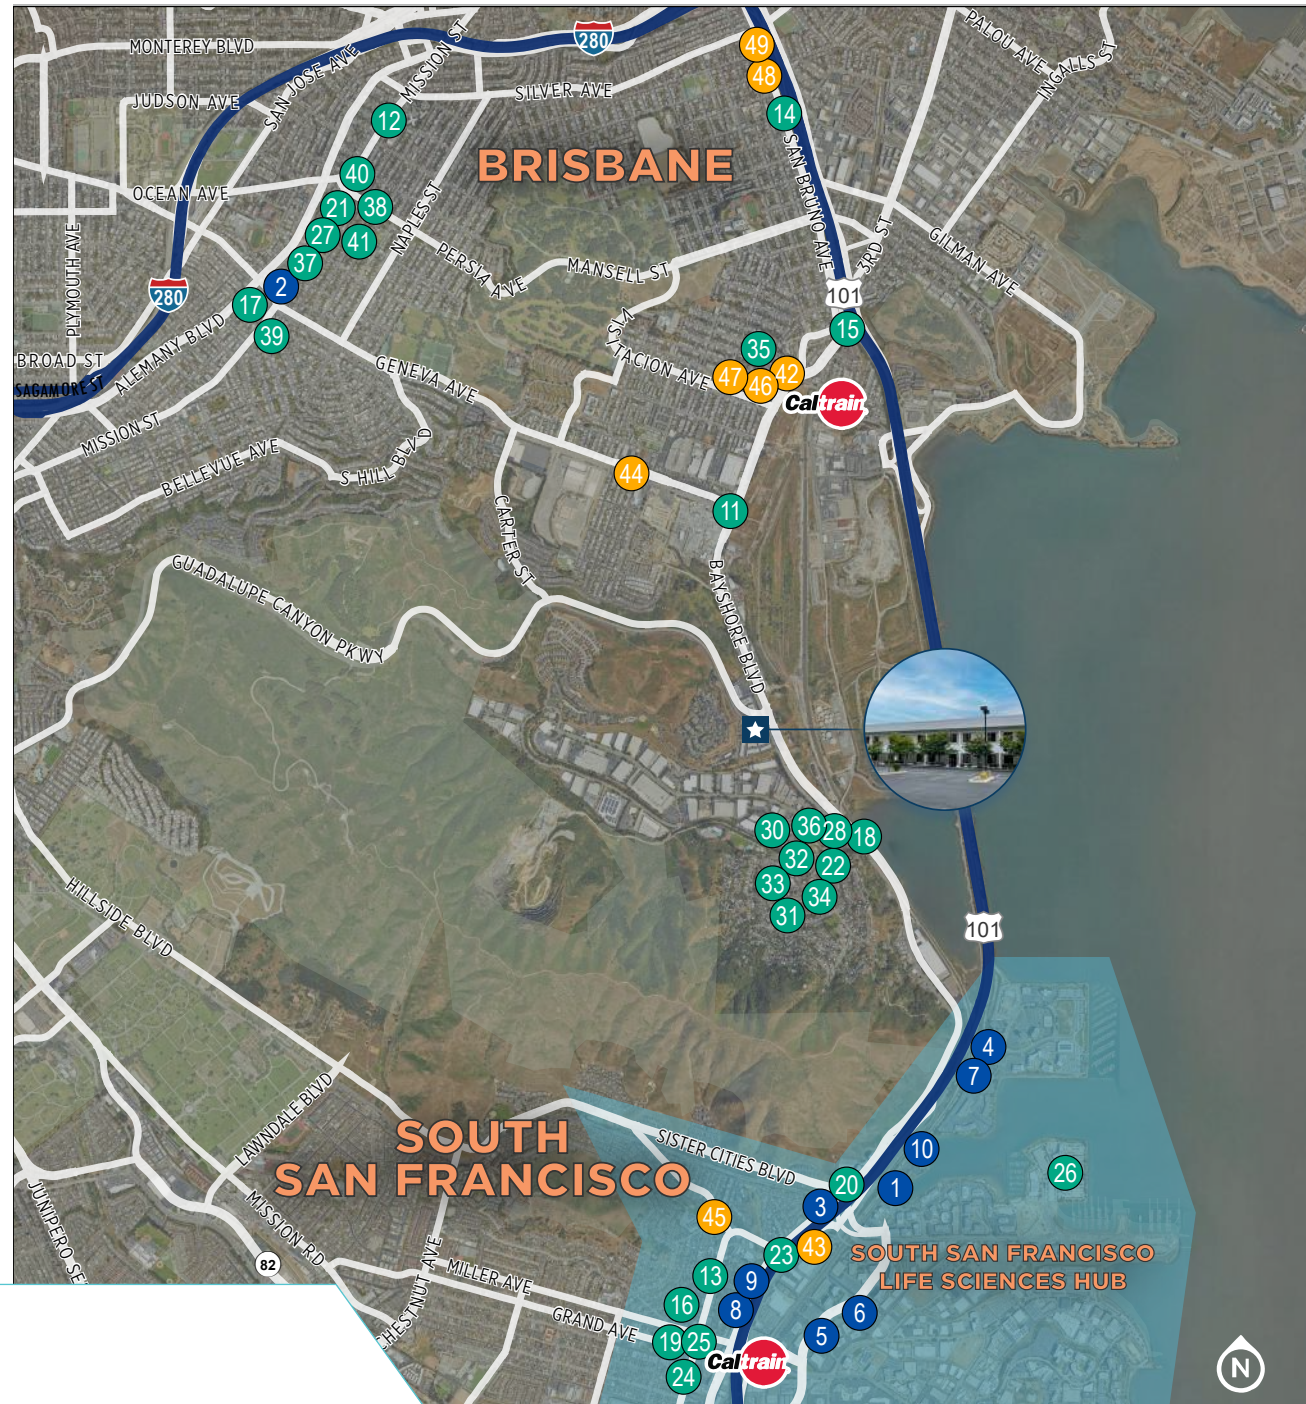 49
280
MONTEREY BLVD
SAN JOSE AVE
MISSION ST
PALOU AVE
INGALLS ST
48
JUDSON AVE
SILVER AVE
14
12
BRISBANE
SAN BRUNO AVE
40
OCEAN AVE
21
38
NAPLES ST
27
41
PERSIA AVE
MANSELL ST
3RD ST
GILMAN AVE
37
PLYMOUTH AVE
280
2
101
17
39
15
ALEMANY BLVD
VISITACION AVE
35
BROAD ST
SAGAMORE ST
GENEVA AVE
47
46
42
Caltrain
MISSION ST
BELLEVUE AVE
S HILL BLVD
44
11
CARTER ST
GUADALUPE CANYON PKWY
BAYSHORE BLVD
30
36
28
18
32
22
33
34
31
HILLSIDE BLVD
101
4
7
LAWNDALE BLVD
SOUTH
SAN FRANCISCO
SISTER CITIES BLVD
10
26
20
1
3
45
JUNIPERO SE
MISSION RD
CHESTNUT AVE
23
43
SOUTH SAN FRANCISCO
LIFE SCIENCES HUB
82
MILLER AVE
13
9
16
8
6
GRAND AVE
5
19
25
Caltrain
24
N